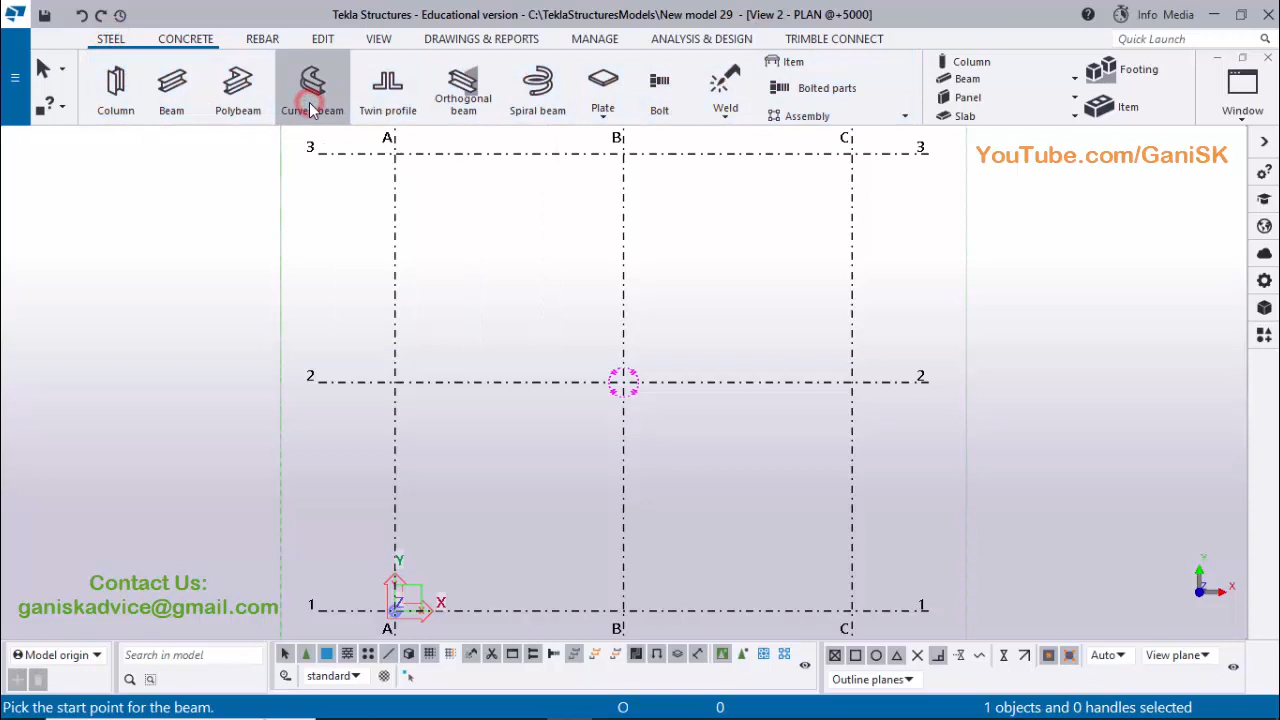 Tekla Structures - Educational version - C:\TeklaStructuresModels\New model 29 - [View 2 - PLAN @+5000]
Info Media
STEEL CONCRETE REBAR EDIT VIEW DRAWINGS & REPORTS MANAGE ANALYSIS & DESIGN TRIMBLE CONNECT
Quick Launch
Column
Beam
Polybeam
Curved beam
Twin profile
Orthogonal
beam
Spiral beam
Plate
Bolt
Weld
Item
Bolted parts
Assembly
Column
Beam
Panel
Slab
Footing
Item
Window
A B C
3 3
YouTube.com/GaniSK
2 2
Y
Z X
1 1
A B C
Contact Us:
ganiskadvice@gmail.com
Y
Z X
Model origin
Search in model
standard
Auto
View plane
Outline planes
Pick the start point for the beam.
O
0
1 objects and 0 handles selected